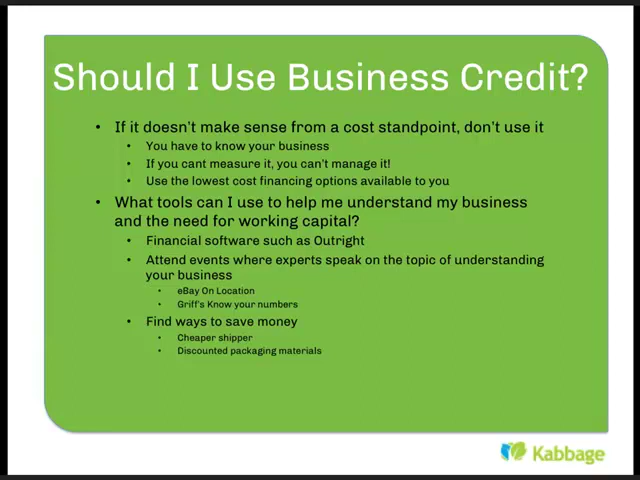 Should I Use Business Credit?
• If it doesn't make sense from a cost standpoint, don't use it
• You have to know your business
• If you cant measure it, you can't manage it!
• Use the lowest cost financing options available to you
• What tools can I use to help me understand my business
and the need for working capital?
• Financial software such as Outright
• Attend events where experts speak on the topic of understanding
your business
• eBay On Location
• Griff's Know your numbers
• Find ways to save money
• Cheaper shipper
• Discounted packaging materials
Kabbage